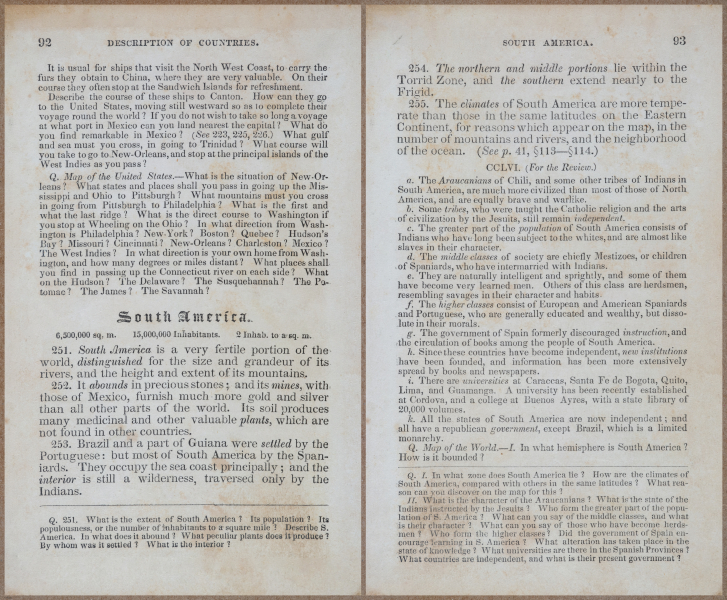 92 DESCRIPTION OF COUNTRIES.
It is usual for ships that visit the North West Coast, to carry the
furs they obtain to China, where they are very valuable. On their
course they often stop at the Sandwich Islands for refreshment.
Describe the course of these ships to Canton. How can they go
to the United States, moving still westward so as to complete their
voyage round the world? If you do not wish to take so long a voyage
at what port in Mexico can you land nearest the capital? What do
you find remarkable in Mexico? (See 223, 225, 226.) What gulf
and sea must you cross, in going to Trinidad? What course will
you take to go to New-Orleans, and stop at the principal islands of the
West Indies as you pass?
Q. Map of the United States.—What is the situation of New-Or-
leans? What states and places shall you pass in going up the Mis-
sissippi and Ohio to Pittsburgh? What mountains must you cross
in going from Pittsburgh to Philadelphia? What is the first and
what the last ridge? What is the direct course to Washington if
you stop at Wheeling on the Ohio? In what direction from Wash-
ington is Philadelphia? New-York? Boston? Quebec? Hudson's
Bay? Missouri? Cincinnati? New-Orleans? Charleston? Mexico?
The West Indies? In what direction is your own home from Wash-
ington, and how many degrees or miles distant? What places shall
you find in passing up the Connecticut river on each side? What
on the Hudson? The Delaware? The Susquehannah? The Po-
tomac? The James? The Savannah?
South America.
6,500,000 sq. m. 15,000,000 Inhabitants. 2 Inhab. to a sq. m.
251. South America is a very fertile portion of the
world, distinguished for the size and grandeur of its
rivers, and the height and extent of its mountains.
252. It abounds in precious stones; and its mines, with
those of Mexico, furnish much more gold and silver
than all other parts of the world. Its soil produces
many medicinal and other valuable plants, which are
not found in other countries.
253. Brazil and a part of Guiana were settled by the
Portuguese: but most of South America by the Span-
iards. They occupy the sea coast principally; and the
interior is still a wilderness, traversed only by the
Indians.
Q. 251. What is the extent of South America? Its population? Its
populousness, or the number of inhabitants to a square mile? Describe S.
America. In what does it abound? What peculiar plants does it produce?
By whom was it settled? What is the interior?
SOUTH AMERICA. 93
254. The northern and middle portions lie within the
Torrid Zone, and the southern extend nearly to the
Frigid.
255. The climates of South America are more tempe-
rate than those in the same latitudes on the Eastern
Continent, for reasons which appear on the map, in the
number of mountains and rivers, and the neighborhood
of the ocean. (See p. 41, §113—§114.)
CCLVI. (For the Review.)
a. The Araucanians of Chili, and some other tribes of Indians in
South America, are much more civilized than most of those of North
America, and are equally brave and warlike.
b. Some tribes, who were taught the Catholic religion and the arts
of civilization by the Jesuits, still remain independent.
c. The greater part of the population of South America consists of
Indians who have long been subject to the whites, and are almost like
slaves in their character.
d. The middle classes of society are chiefly Mestizoes, or children
of Spaniards, who have intermarried with Indians.
e. They are naturally intelligent and sprightly, and some of them
have become very learned men. Others of this class are herdsmen,
resembling savages in their character and habits.
f. The higher classes consist of European and American Spaniards
and Portuguese, who are generally educated and wealthy, but disso-
lute in their morals.
g. The government of Spain formerly discouraged instruction, and
the circulation of books among the people of South America.
h. Since these countries have become independent, new institutions
have been founded, and information has been more extensively
spread by books and newspapers.
i. There are universities at Caraccas, Santa Fe de Bogota, Quito,
Lima, and Guamanga. A university has been recently established
at Cordova, and a college at Buenos Ayres, with a state library of
20,000 volumes.
k. All the states of South America are now independent; and
all have a republican government, except Brazil, which is a limited
monarchy.
Q. Map of the World.—I. In what hemisphere is South America?
How is it bounded?
Q. I. In what zone does South America lie? How are the climates of
South America, compared with others in the same latitudes? What rea-
son can you discover on the map for this?
II. What is the character of the Araucanians? What is the state of the
Indians instructed by the Jesuits? Who form the greater part of the popu-
lation of S. America? What can you say of the middle classes, and what
is their character? What can you say of those who have become herds-
men? Who form the higher classes? Did the government of Spain en-
courage learning in S. America? What alteration has taken place in the
state of knowledge? What universities are there in the Spanish Provinces?
What countries are independent, and what is their present government?